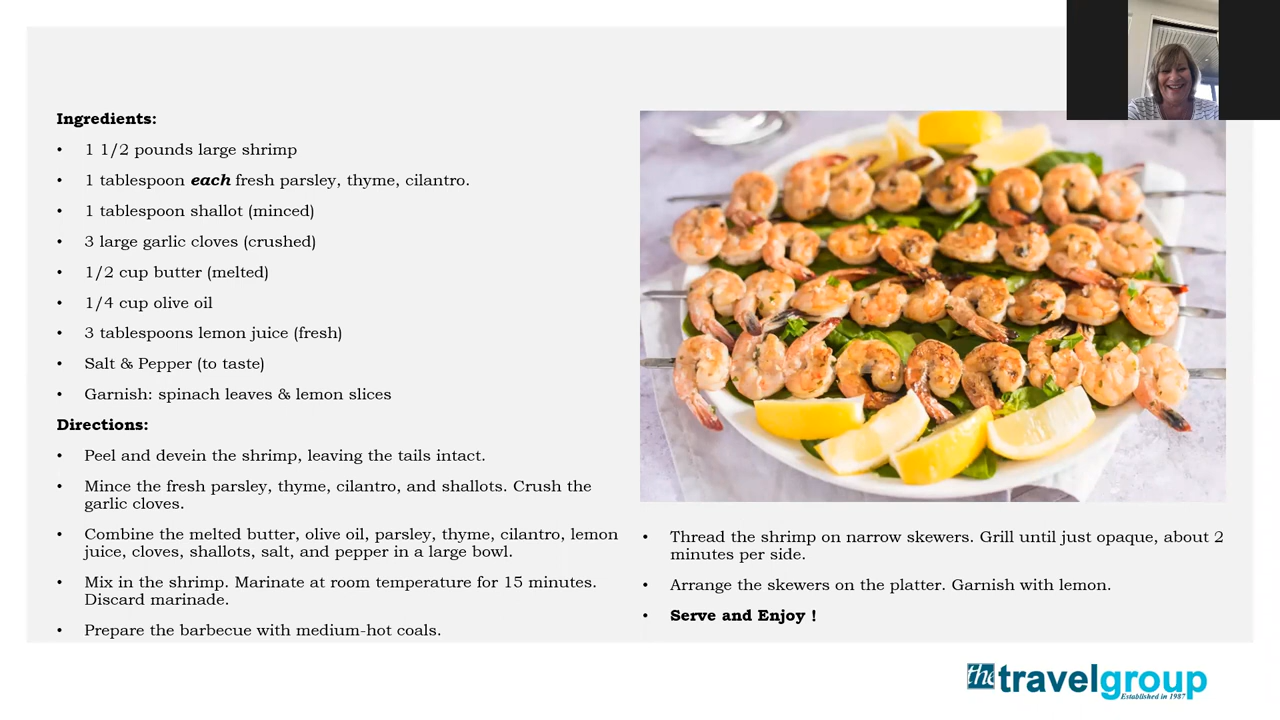 Ingredients:
• 1 1/2 pounds large shrimp
• 1 tablespoon each fresh parsley, thyme, cilantro.
• 1 tablespoon shallot (minced)
• 3 large garlic cloves (crushed)
• 1/2 cup butter (melted)
• 1/4 cup olive oil
• 3 tablespoons lemon juice (fresh)
• Salt & Pepper (to taste)
• Garnish: spinach leaves & lemon slices
Directions:
• Peel and devein the shrimp, leaving the tails intact.
• Mince the fresh parsley, thyme, cilantro, and shallots. Crush the
garlic cloves.
• Combine the melted butter, olive oil, parsley, thyme, cilantro, lemon
juice, cloves, shallots, salt, and pepper in a large bowl.
• Mix in the shrimp. Marinate at room temperature for 15 minutes.
Discard marinade.
• Prepare the barbecue with medium-hot coals.
• Thread the shrimp on narrow skewers. Grill until just opaque, about 2
minutes per side.
• Arrange the skewers on the platter. Garnish with lemon.
• Serve and Enjoy !
the travelgroup
Established in 1987